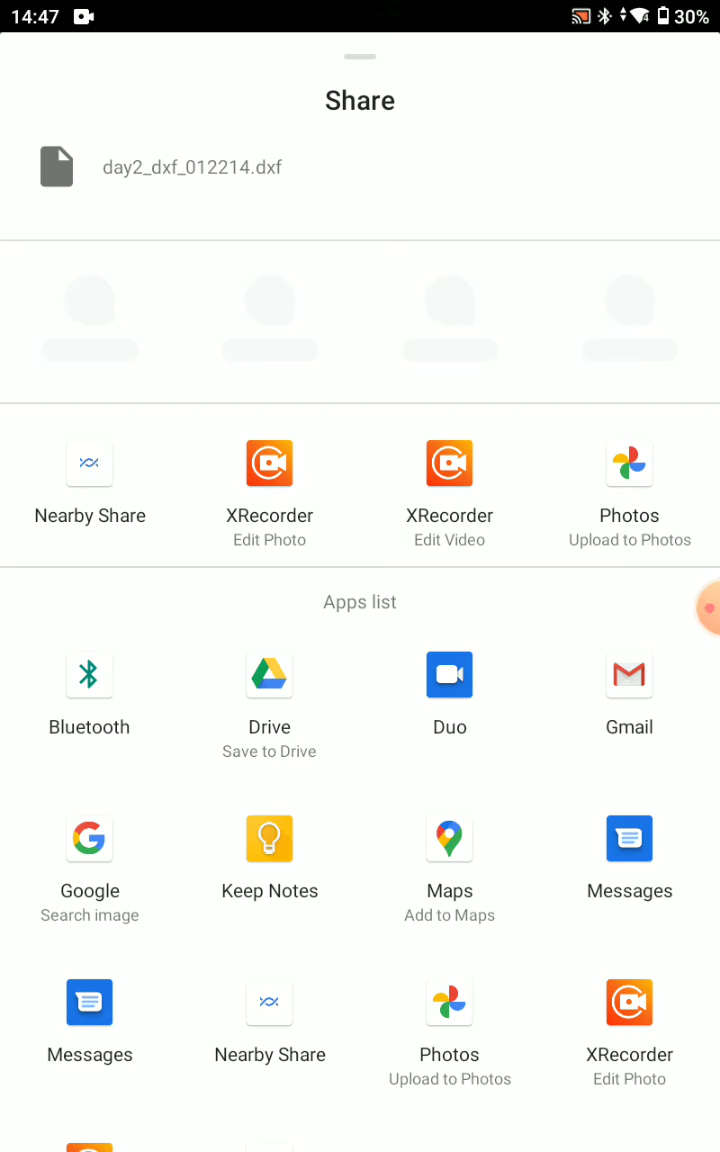 14:47
30%
Share
day2_dxf_012214.dxf
Nearby Share
XRecorder
XRecorder
Photos
Edit Photo
Edit Video
Upload to Photos
Apps list
Bluetooth
Drive
Duo
Gmail
Save to Drive
Google
Keep Notes
Maps
Messages
Search image
Add to Maps
Messages
Nearby Share
Photos
XRecorder
Upload to Photos
Edit Photo